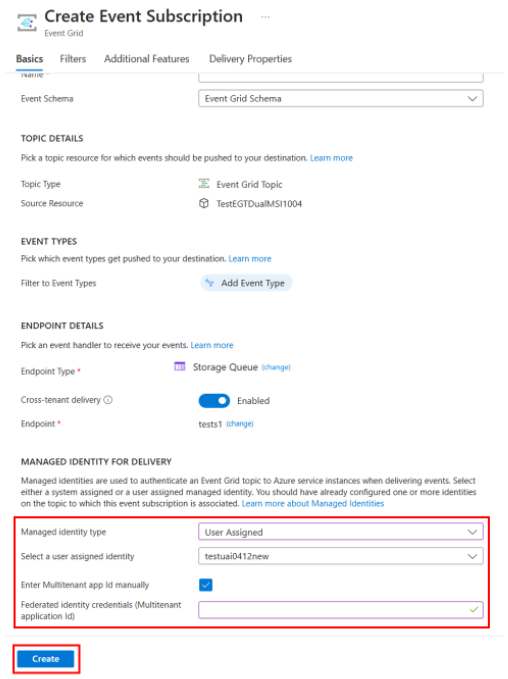 Create Event Subscription ...
Event Grid
Basics Filters Additional Features Delivery Properties
Name *
Event Schema Event Grid Schema
TOPIC DETAILS
Pick a topic resource for which events should be pushed to your destination. Learn more
Topic Type Event Grid Topic
Source Resource TestEGTDualMSI1004
EVENT TYPES
Pick which event types get pushed to your destination. Learn more
Filter to Event Types Add Event Type
ENDPOINT DETAILS
Pick an event handler to receive your events. Learn more
Endpoint Type * Storage Queue (change)
Cross-tenant delivery Enabled
Endpoint * tests1 (change)
MANAGED IDENTITY FOR DELIVERY
Managed identities are used to authenticate an Event Grid topic to Azure service instances when delivering events. Select
either a system assigned or a user assigned managed identity. You should have already configured one or more identities
on the topic to which this event subscription is associated. Learn more about Managed Identities
Managed identity type User Assigned
Select a user assigned identity testuai0412new
Enter Multitenant app Id manually
Federated identity credentials (Multitenant
application Id)
Create